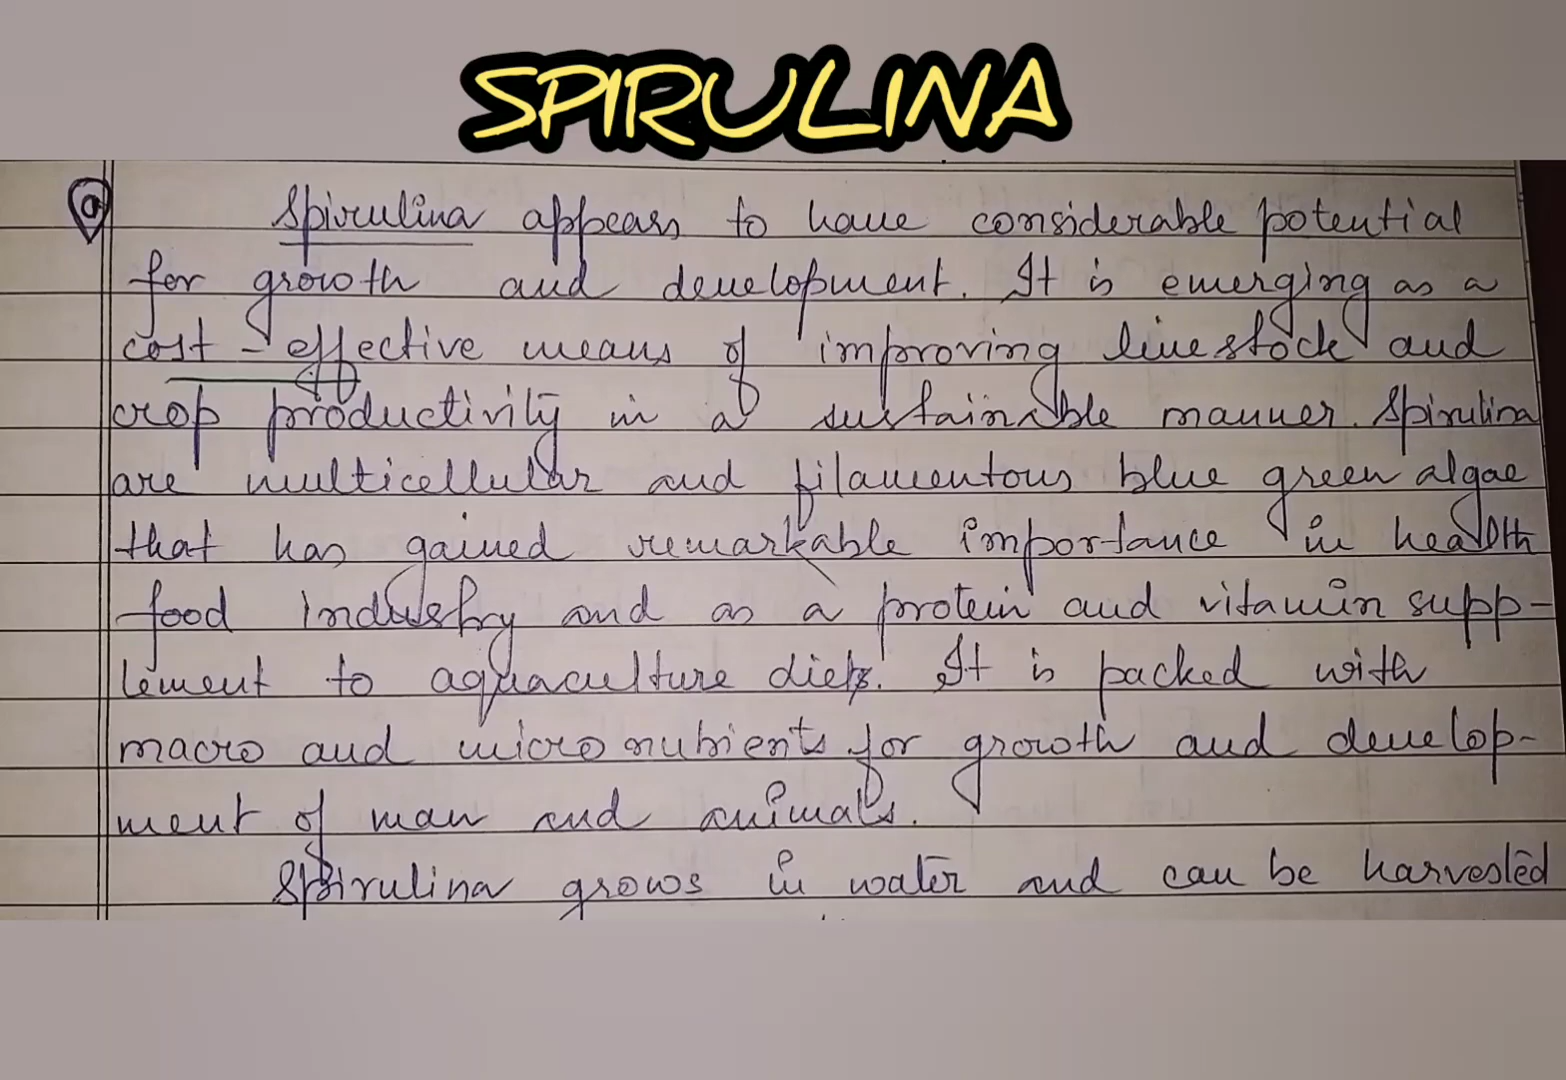 SPIRULINA
Spirulina appears to have considerable potential
for growth and development. It is emerging as a
cost-effective means of improving livestock and
crop productivity in a sustainable manner. Spirulina
are multicellular and filamentous blue green algae
that has gained remarkable importance in health
food industry and as a protein and vitamin supp-
lement to aquaculture diets. It is packed with
macro and micro nutrients for growth and develop-
ment of man and animals.
Spirulina grows in water and can be harvested